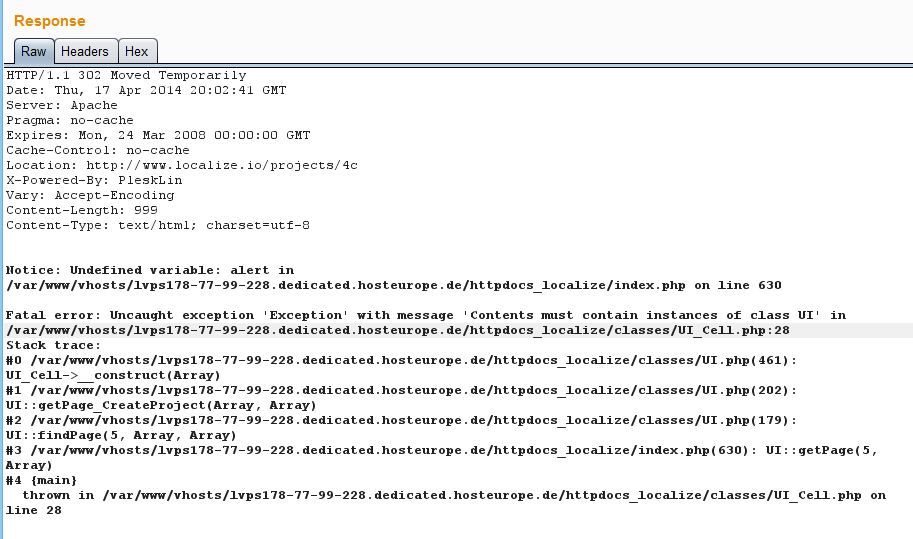 Response
Raw Headers Hex
HTTP/1.1 302 Moved Temporarily
Date: Thu, 17 Apr 2014 20:02:41 GMT
Server: Apache
Pragma: no-cache
Expires: Mon, 24 Mar 2008 00:00:00 GMT
Cache-Control: no-cache
Location: http://www.localize.io/projects/4c
X-Powered-By: PleskLin
Vary: Accept-Encoding
Content-Length: 999
Content-Type: text/html; charset=utf-8
Notice: Undefined variable: alert in
/var/www/vhosts/lvps178-77-99-228.dedicated.hosteurope.de/httpdocs_localize/index.php on line 630
Fatal error: Uncaught exception 'Exception' with message 'Contents must contain instances of class UI' in
/var/www/vhosts/lvps178-77-99-228.dedicated.hosteurope.de/httpdocs_localize/classes/UI_Cell.php:28
Stack trace:
#0 /var/www/vhosts/lvps178-77-99-228.dedicated.hosteurope.de/httpdocs_localize/classes/UI.php(461):
UI_Cell->__construct(Array)
#1 /var/www/vhosts/lvps178-77-99-228.dedicated.hosteurope.de/httpdocs_localize/classes/UI.php(202):
UI::getPage_CreateProject(Array, Array)
#2 /var/www/vhosts/lvps178-77-99-228.dedicated.hosteurope.de/httpdocs_localize/classes/UI.php(179):
UI::findPage(5, Array, Array)
#3 /var/www/vhosts/lvps178-77-99-228.dedicated.hosteurope.de/httpdocs_localize/index.php(630): UI::getPage(5,
Array)
#4 {main}
thrown in /var/www/vhosts/lvps178-77-99-228.dedicated.hosteurope.de/httpdocs_localize/classes/UI_Cell.php on
line 28